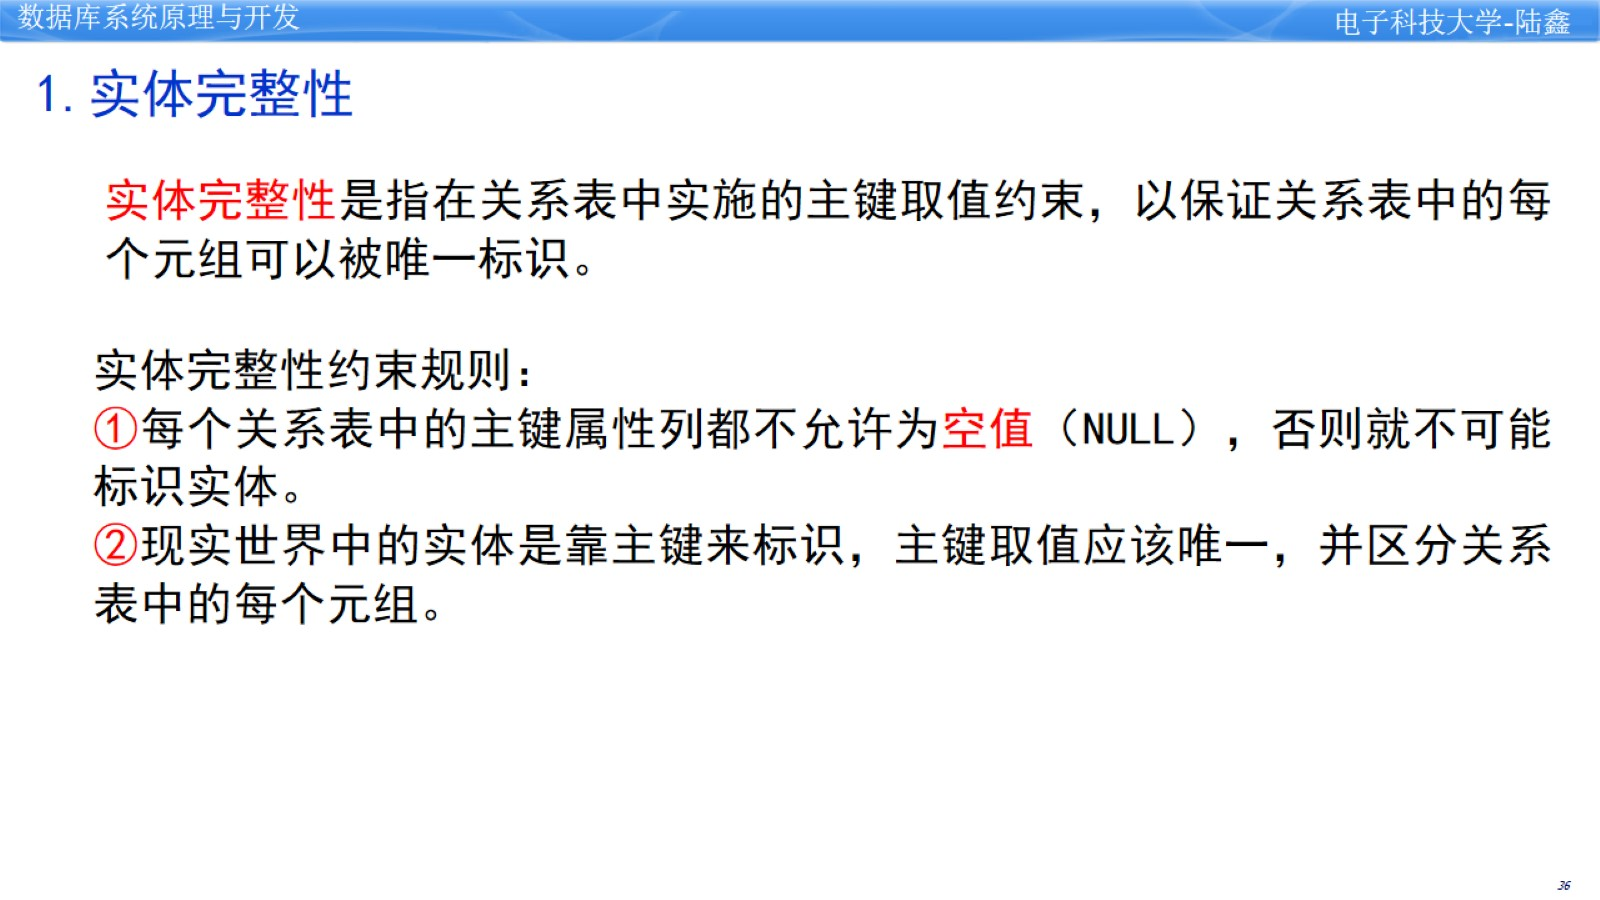 数据库系统原理与开发
电子科技大学-陆鑫
1.实体完整性
实体完整性是指在关系表中实施的主键取值约束，以保证关系表中的每
个元组可以被唯一标识。
实体完整性约束规则：
①每个关系表中的主键属性列都不允许为空值（NULL），否则就不可能
标识实体。
②现实世界中的实体是靠主键来标识，主键取值应该唯一，并区分关系
表中的每个元组。
36